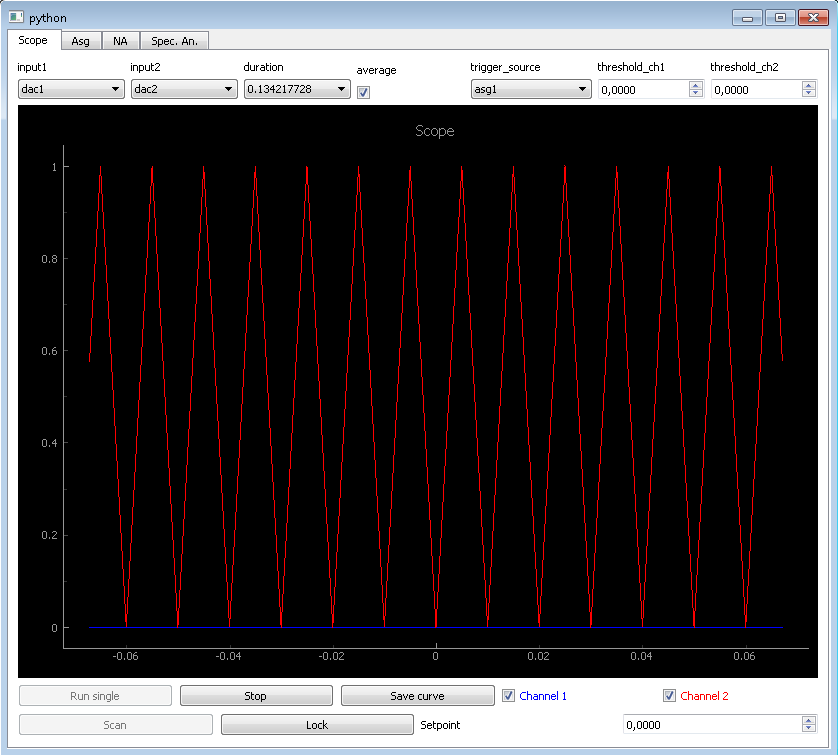 python
Scope Asg NA Spec. An.
input1 input2 duration average trigger_source threshold_ch1 threshold_ch2
dac1 dac2 0.134217728 asg1 0,0000 0,0000
Scope
1
0.8
0.6
0.4
0.2
0
-0.06 -0.04 -0.02 0 0.02 0.04 0.06
Run single Stop Save curve Channel 1 Channel 2
Scan Lock Setpoint 0,0000